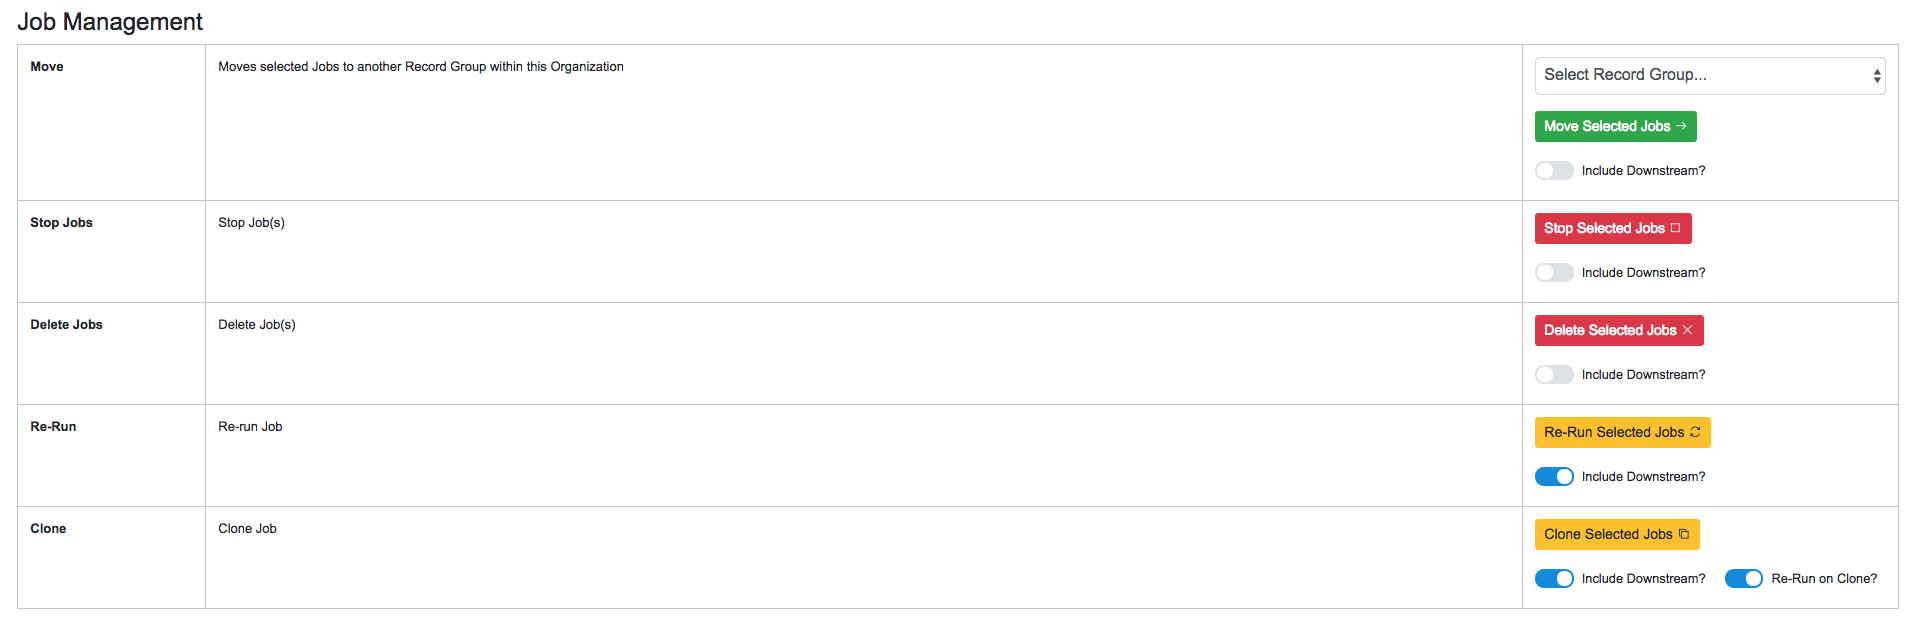 Job Management
Move
Moves selected Jobs to another Record Group within this Organization
Select Record Group...
Move Selected Jobs
Include Downstream?
Stop Jobs
Stop Job(s)
Stop Selected Jobs
Include Downstream?
Delete Jobs
Delete Job(s)
Delete Selected Jobs
Include Downstream?
Re-Run
Re-run Job
Re-Run Selected Jobs
Include Downstream?
Clone
Clone Job
Clone Selected Jobs
Include Downstream? Re-Run on Clone?